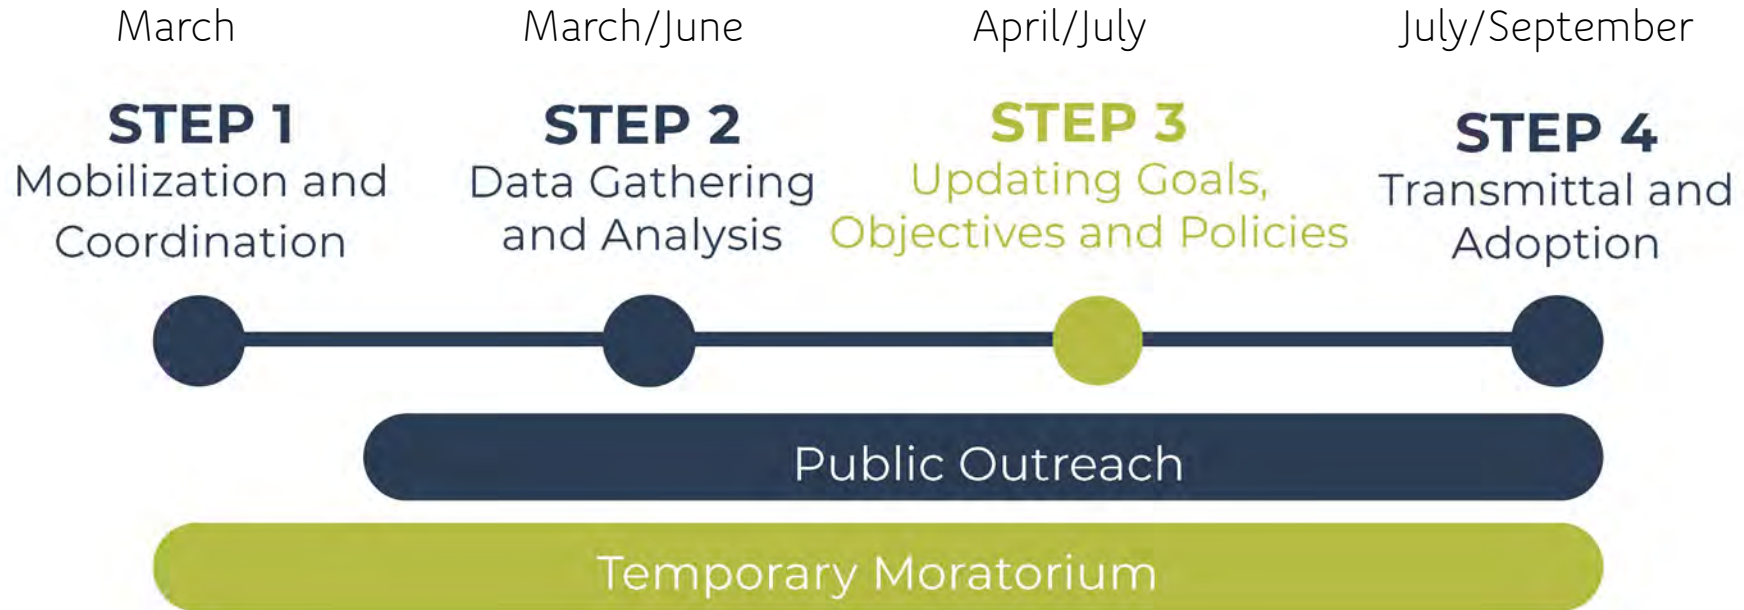 March
March/June
April/July
July/September
STEP 1
Mobilization and
Coordination
STEP 2
Data Gathering
and Analysis
STEP 3
Updating Goals,
Objectives and Policies
STEP 4
Transmittal and
Adoption
Public Outreach
Temporary Moratorium